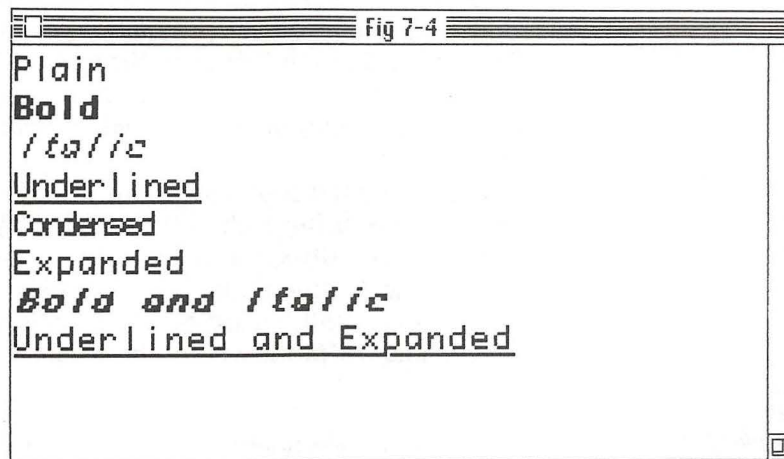 Fig 7-4
Plain
Bold
Italic
Underlined
Condensed
Expanded
Bold and Italic
Underlined and Expanded